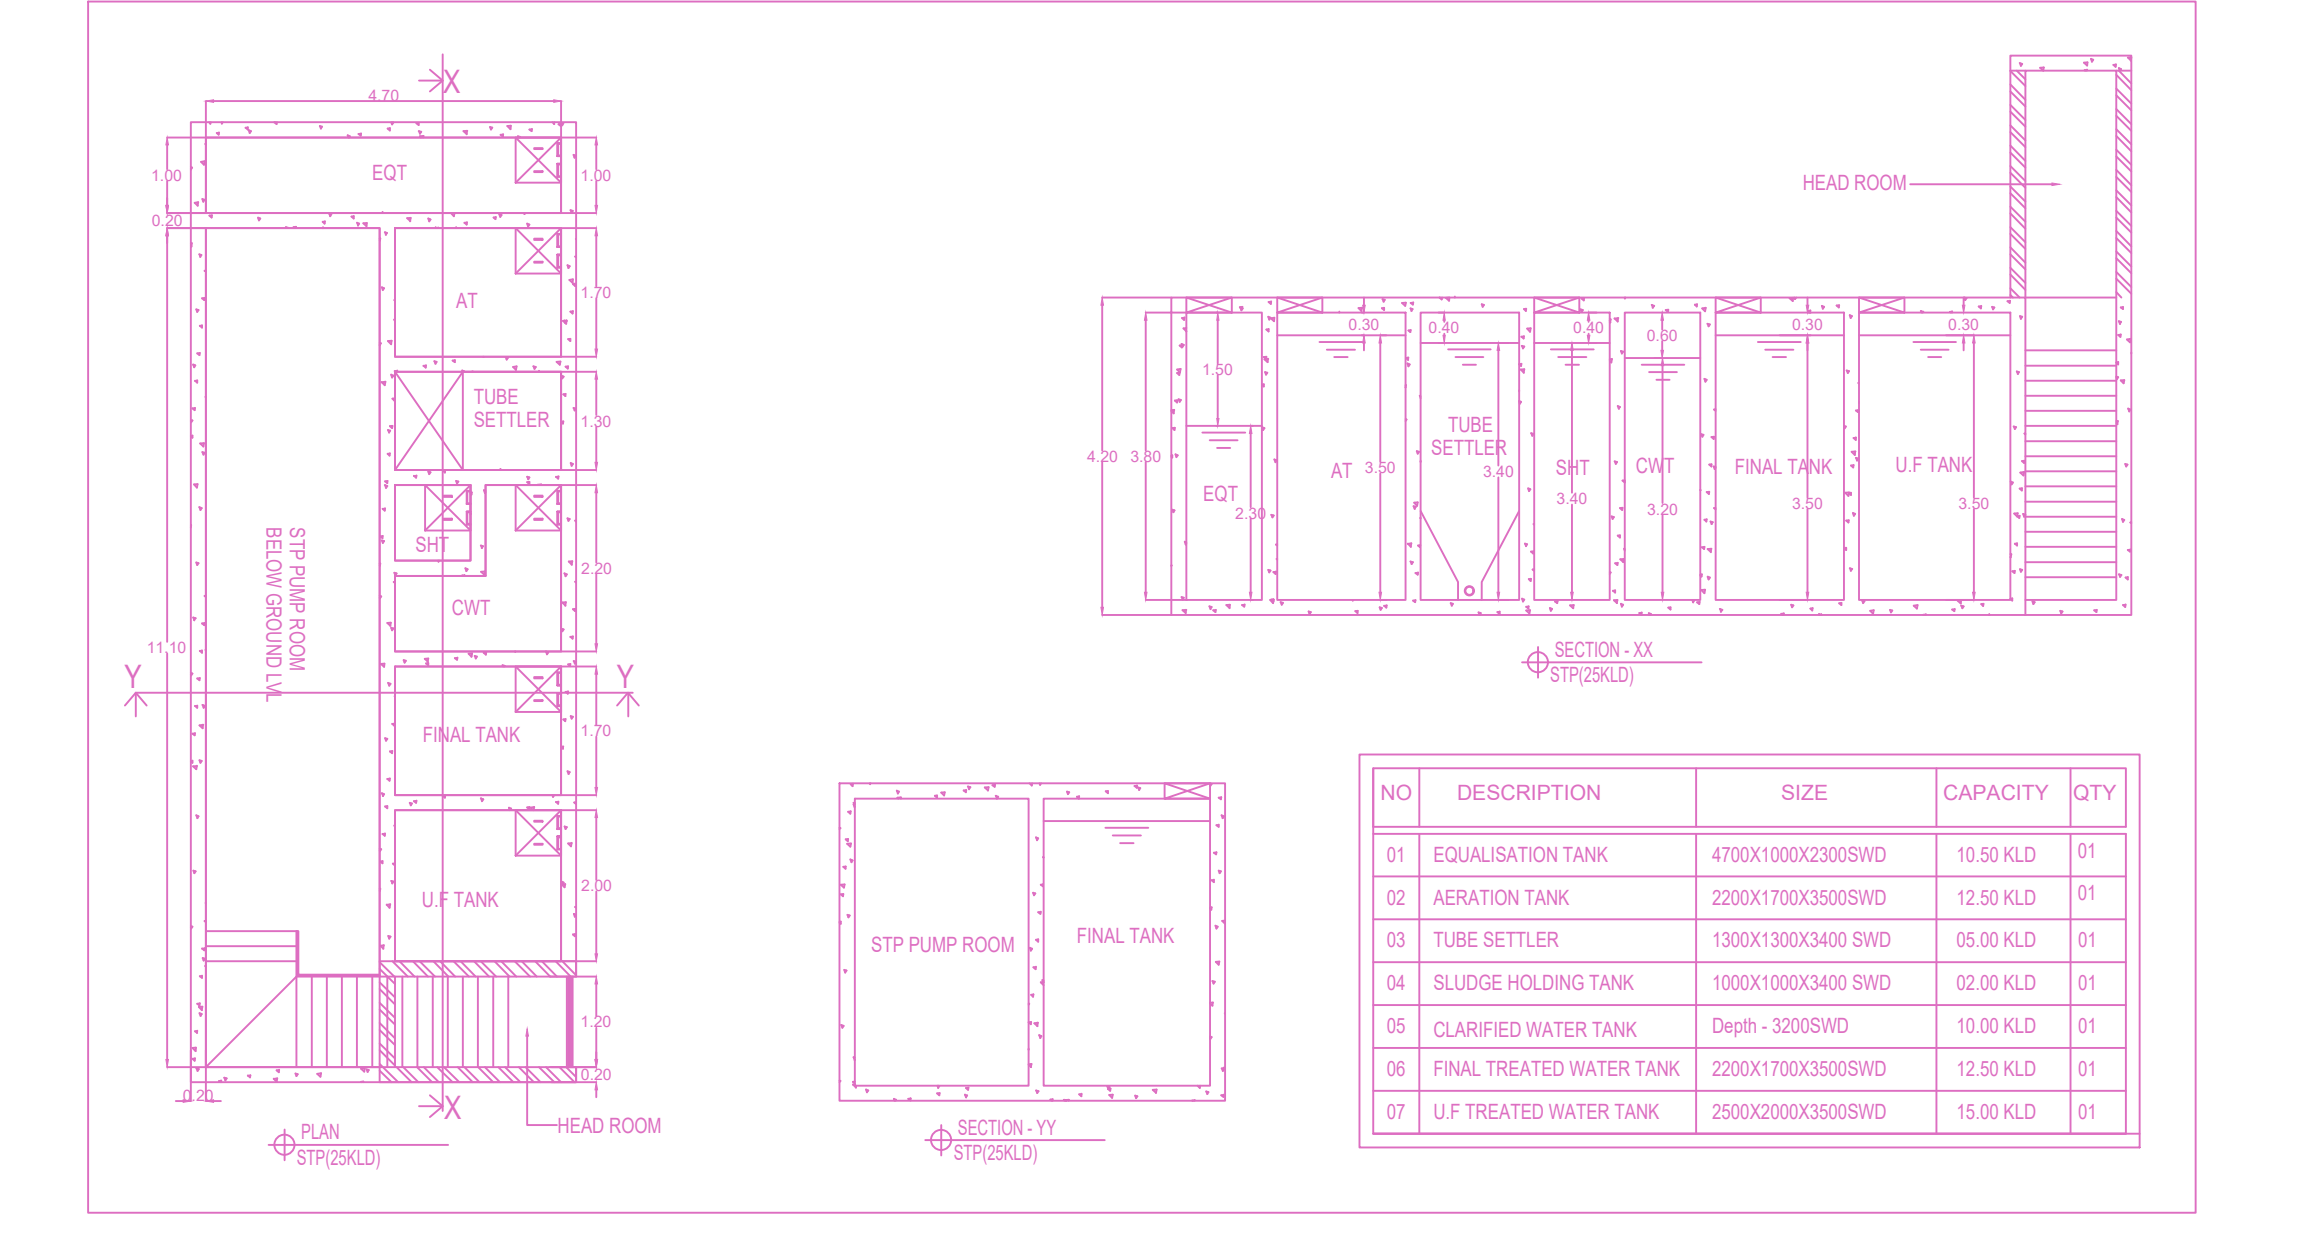 X
4.70
EQT
1.00
1.00
0.20
AT
1.70
TUBE
SETTLER
1.30
SHT
2.20
CWT
STP PUMP ROOM
BELOW GROUND LVL
11.10
Y
Y
FINAL TANK
1.70
U.F TANK
2.00
1.20
0.20
0.20
X
HEAD ROOM
PLAN
STP(25KLD)
HEAD ROOM
0.30
0.40
0.40
0.60
0.30
0.30
1.50
4.20
3.80
EQT
2.30
AT
3.50
TUBE
SETTLER
3.40
SHT
3.40
CWT
3.20
FINAL TANK
3.50
U.F TANK
3.50
SECTION - XX
STP(25KLD)
STP PUMP ROOM
FINAL TANK
SECTION - YY
STP(25KLD)
NO DESCRIPTION SIZE CAPACITY QTY
01 EQUALISATION TANK 4700X1000X2300SWD 10.50 KLD 01
02 AERATION TANK 2200X1700X3500SWD 12.50 KLD 01
03 TUBE SETTLER 1300X1300X3400 SWD 05.00 KLD 01
04 SLUDGE HOLDING TANK 1000X1000X3400 SWD 02.00 KLD 01
05 CLARIFIED WATER TANK Depth - 3200SWD 10.00 KLD 01
06 FINAL TREATED WATER TANK 2200X1700X3500SWD 12.50 KLD 01
07 U.F TREATED WATER TANK 2500X2000X3500SWD 15.00 KLD 01